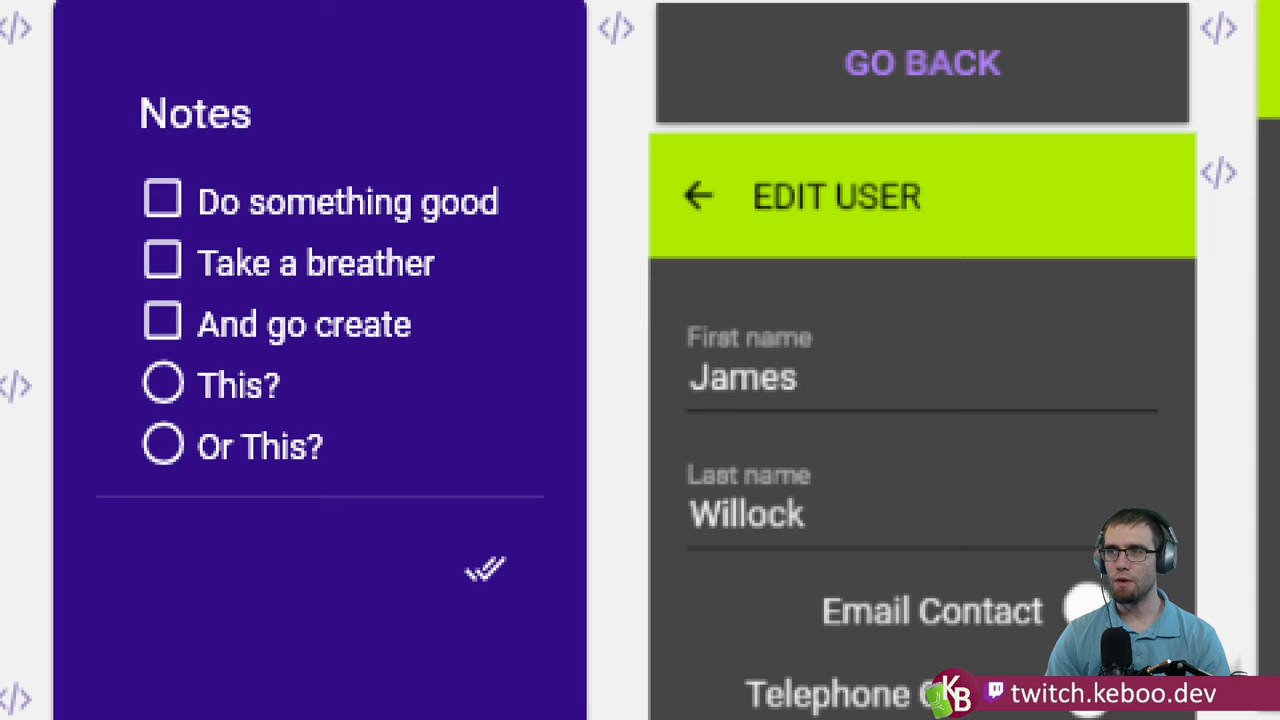 </>
</>
</>
Notes
Do something good
Take a breather
And go create
This?
Or This?
</>
GO BACK
</>
</>
EDIT USER
First name
James
Last name
Willock
Email Contact
Telephone
KB
twitch.keboo.dev